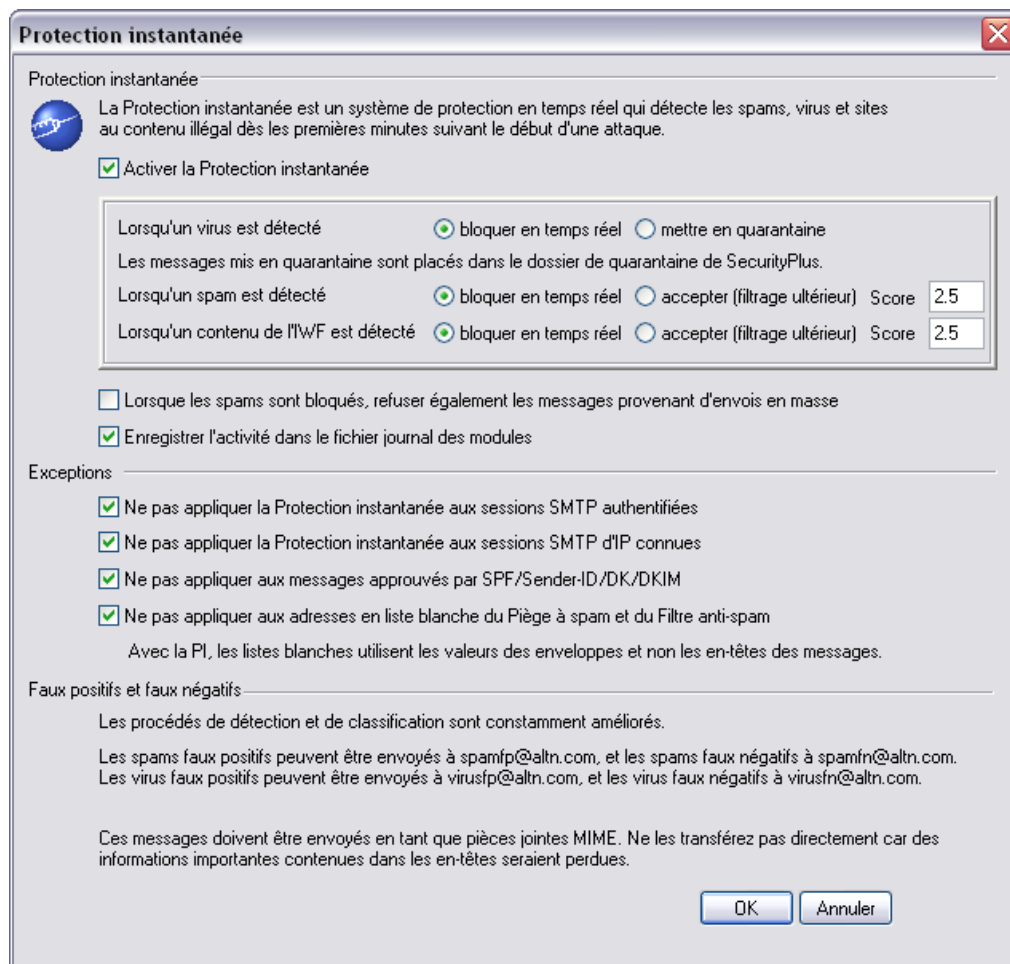 Protection instantanée
Protection instantanée
La Protection instantanée est un système de protection en temps réel qui détecte les spams, virus et sites
au contenu illégal dès les premières minutes suivant le début d'une attaque.
Activer la Protection instantanée
Lorsqu'un virus est détecté bloquer en temps réel mettre en quarantaine
Les messages mis en quarantaine sont placés dans le dossier de quarantaine de SecurityPlus.
Lorsqu'un spam est détecté bloquer en temps réel accepter (filtrage ultérieur) Score 2.5
Lorsqu'un contenu de l'IWF est détecté bloquer en temps réel accepter (filtrage ultérieur) Score 2.5
Lorsque les spams sont bloqués, refuser également les messages provenant d'envois en masse
Enregistrer l'activité dans le fichier journal des modules
Exceptions
Ne pas appliquer la Protection instantanée aux sessions SMTP authentifiées
Ne pas appliquer la Protection instantanée aux sessions SMTP d'IP connues
Ne pas appliquer aux messages approuvés par SPF/Sender-ID/DK/DKIM
Ne pas appliquer aux adresses en liste blanche du Piège à spam et du Filtre anti-spam
Avec la PI, les listes blanches utilisent les valeurs des enveloppes et non les en-têtes des messages.
Faux positifs et faux négatifs
Les procédés de détection et de classification sont constamment améliorés.
Les spams faux positifs peuvent être envoyés à spamfp@altn.com, et les spams faux négatifs à spamfn@altn.com.
Les virus faux positifs peuvent être envoyés à virusfp@altn.com, et les virus faux négatifs à virusfn@altn.com.
Ces messages doivent être envoyés en tant que pièces jointes MIME. Ne les transférez pas directement car des
informations importantes contenues dans les en-têtes seraient perdues.
OK Annuler